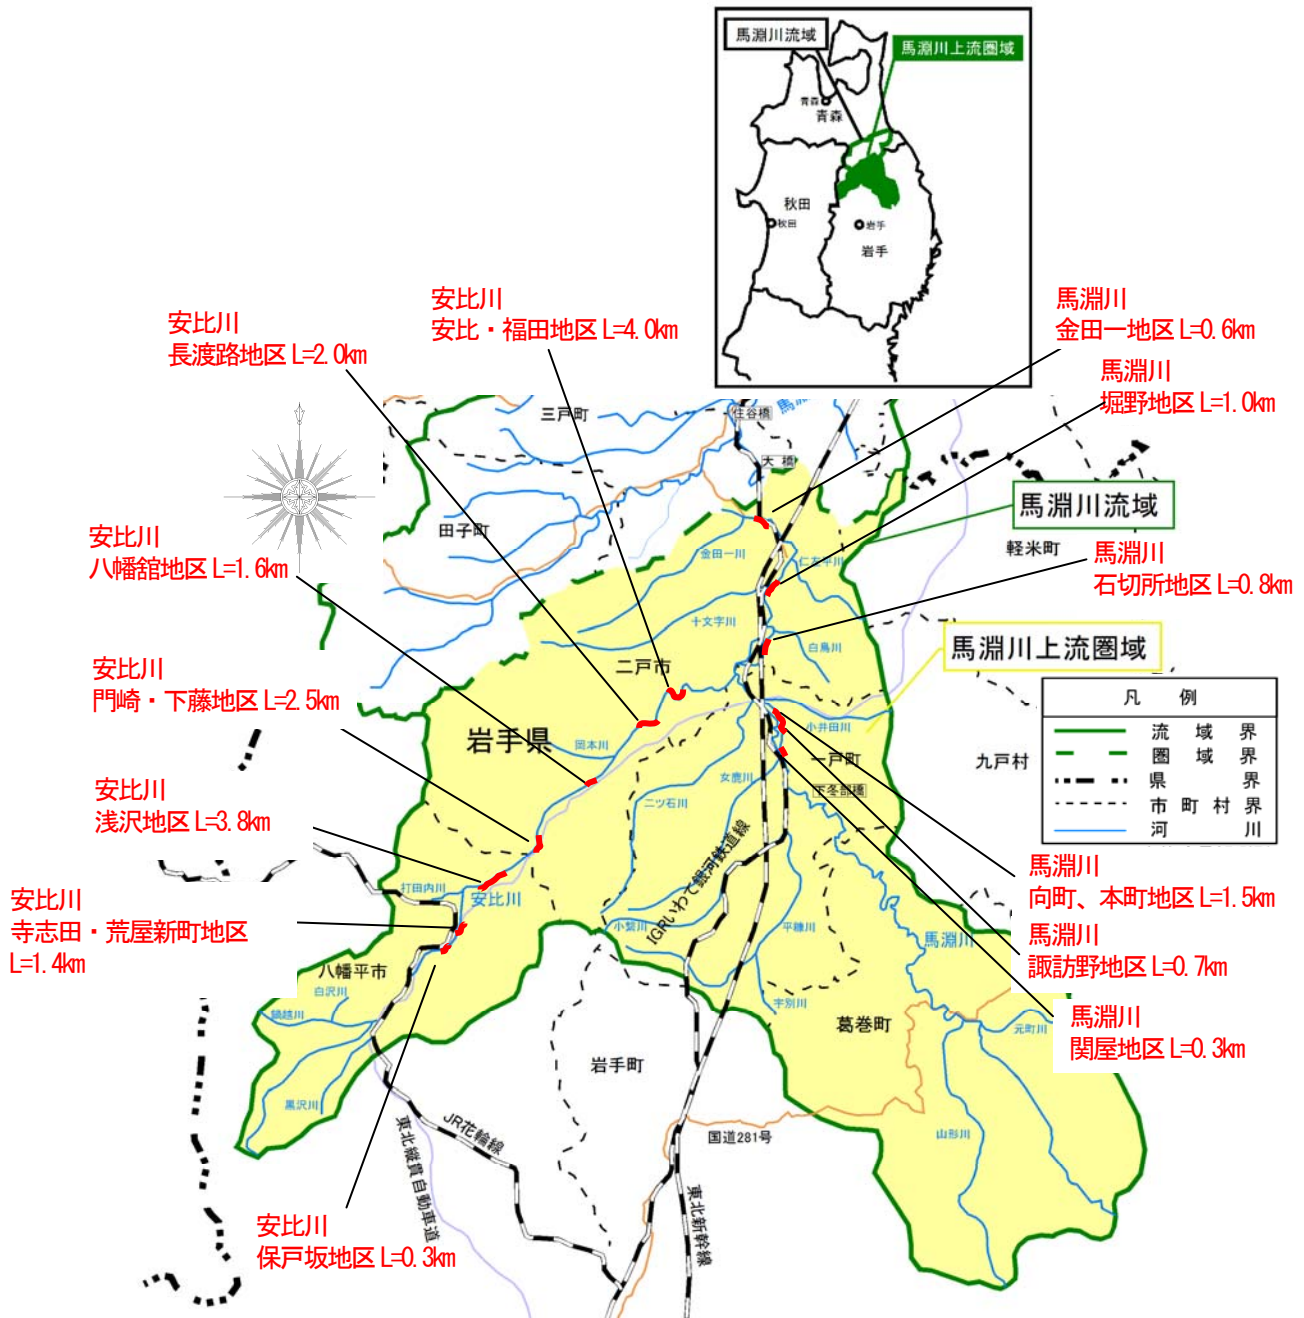 馬淵川流域
馬淵川上流圏域
青森
青森
秋田
秋田
岩手
岩手
安比川
長渡路地区 L=2.0km
安比川
安比・福田地区 L=4.0km
馬淵川
金田一地区 L=0.6km
馬淵川
堀野地区 L=1.0km
三戸町
住谷橋
馬淵
大橋
馬淵川流域
田子町
軽米町
安比川
八幡舘地区 L=1.6km
金田一川
仁左平川
馬淵川
石切所地区 L=0.8km
十文字川
白鳥川
二戸市
馬淵川上流圏域
安比川
門崎・下藤地区 L=2.5km
凡 例
流 域 界
圏 域 界
県 界
市 町 村 界
河 川
岩手県
岡本川
小井田川
一戸町
九戸村
女鹿川
二ツ石川
下冬部橋
安比川
浅沢地区 L=3.8km
IGRいわて銀河鉄道線
打田内川
安比川
馬淵川
向町、本町地区 L=1.5km
安比川
寺志田・荒屋新町地区
L=1.4km
小繋川
平糠川
馬淵川
馬淵川
諏訪野地区 L=0.7km
八幡平市
白沢川
鍋越川
宇別川
葛巻町
元町川
馬淵川
関屋地区 L=0.3km
岩手町
黒沢川
JR花輪線
東北縦貫自動車道
国道281号
山形川
東北新幹線
安比川
保戸坂地区 L=0.3km